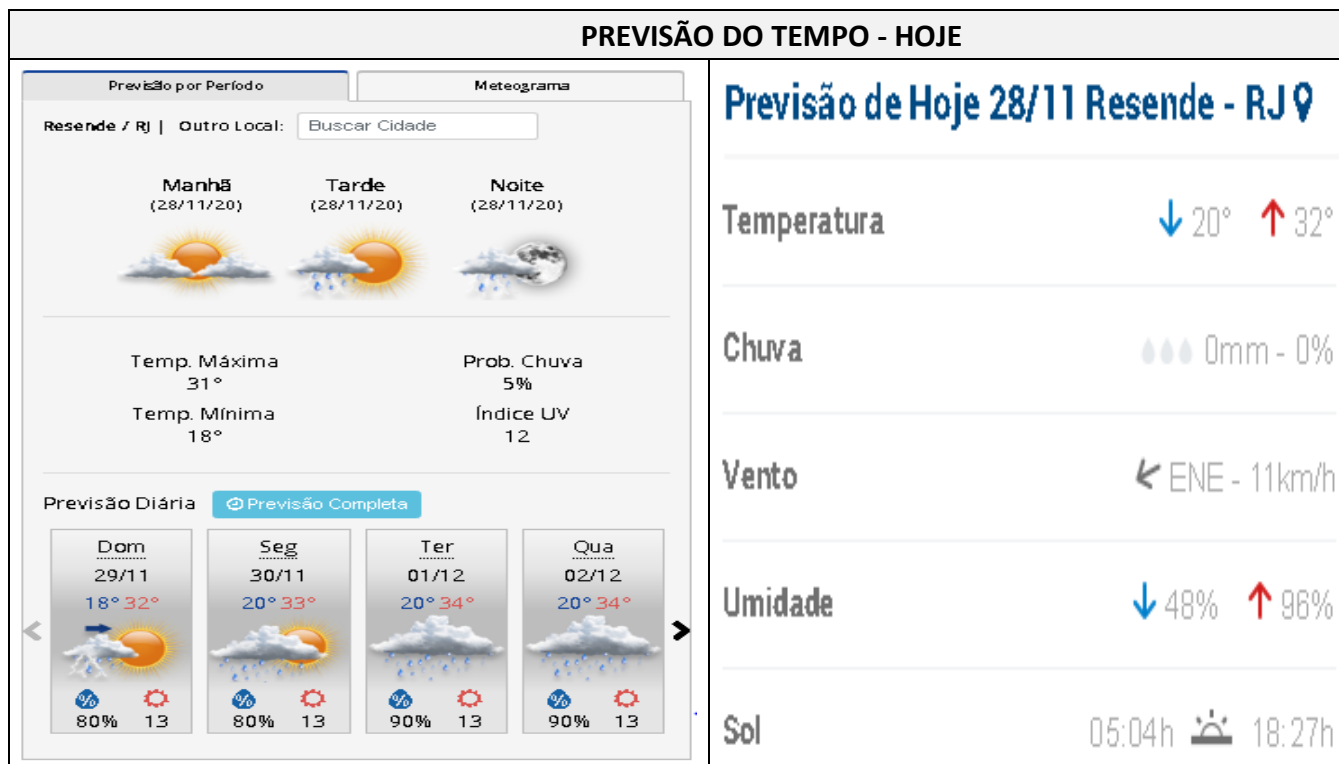 PREVISÃO DO TEMPO - HOJE
Previsão por Período
Meteograma
Resende / RJ | Outro Local: Buscar Cidade
Manhã Tarde Noite
(28/11/20) (28/11/20) (28/11/20)
Temp. Máxima Prob. Chuva
31° 5%
Temp. Mínima Índice UV
18° 12
Previsão Diária Previsão Completa
Dom Seg Ter Qua
29/11 30/11 01/12 02/12
18° 32° 20° 33° 20° 34° 20° 34°
% % % %
80% 13 80% 13 90% 13 90% 13
Previsão de Hoje 28/11 Resende - RJ
Temperatura 20° 32°
Chuva 0mm - 0%
Vento ENE - 11km/h
Umidade 48% 96%
Sol 05:04h 18:27h